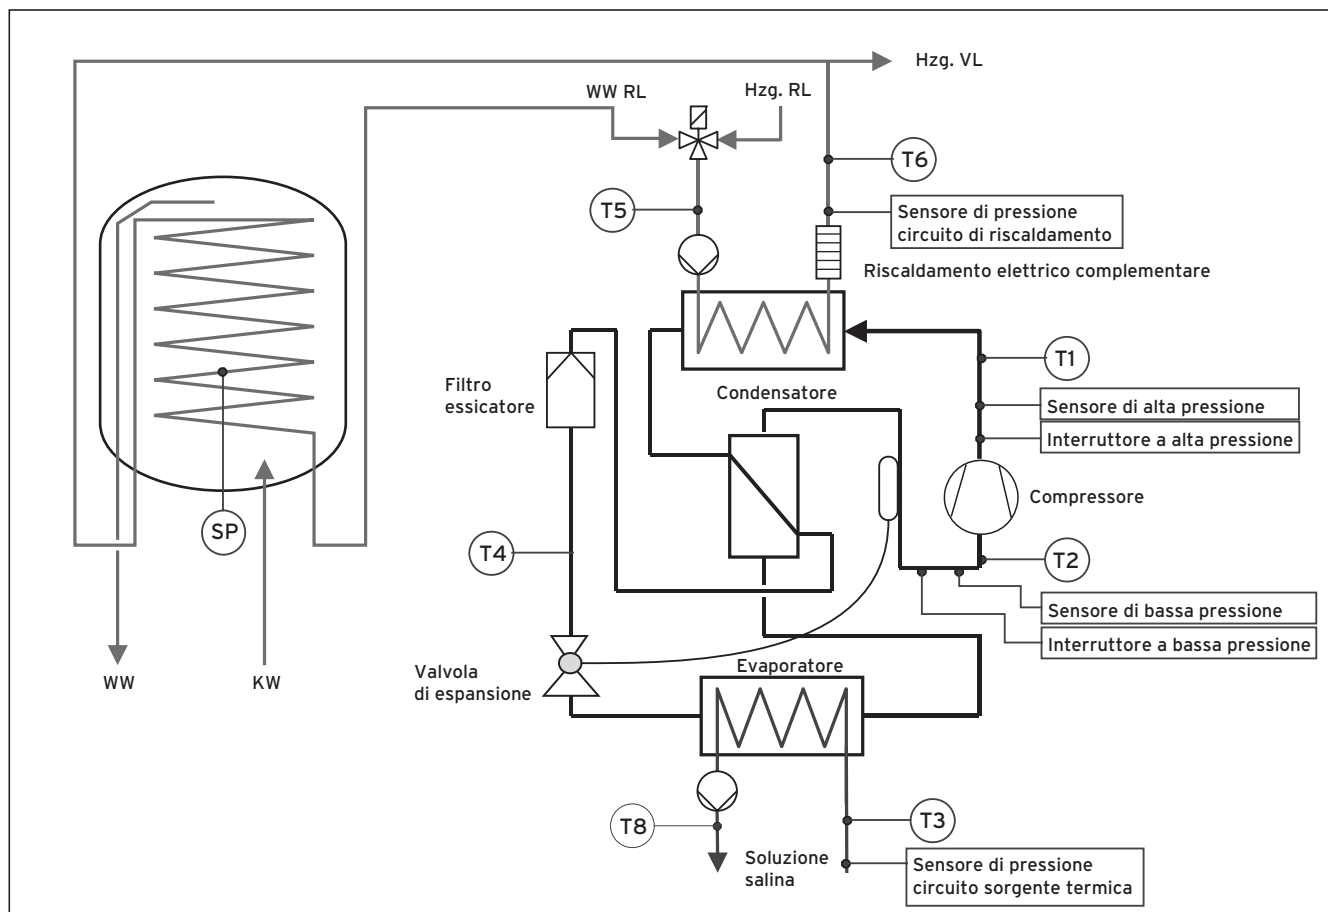 Hzg. VL
WW RL
Hzg. RL
T6
T5
Sensore di pressione
circuito di riscaldamento
Riscaldamento elettrico complementare
T1
Filtro
essicatore
Condensatore
Sensore di alta pressione
Interruttore a alta pressione
Compressore
SP
T4
T2
Sensore di bassa pressione
Interruttore a bassa pressione
WW
KW
Valvola
di espansione
Evaporatore
T8
T3
Soluzione
salina
Sensore di pressione
circuito sorgente termica